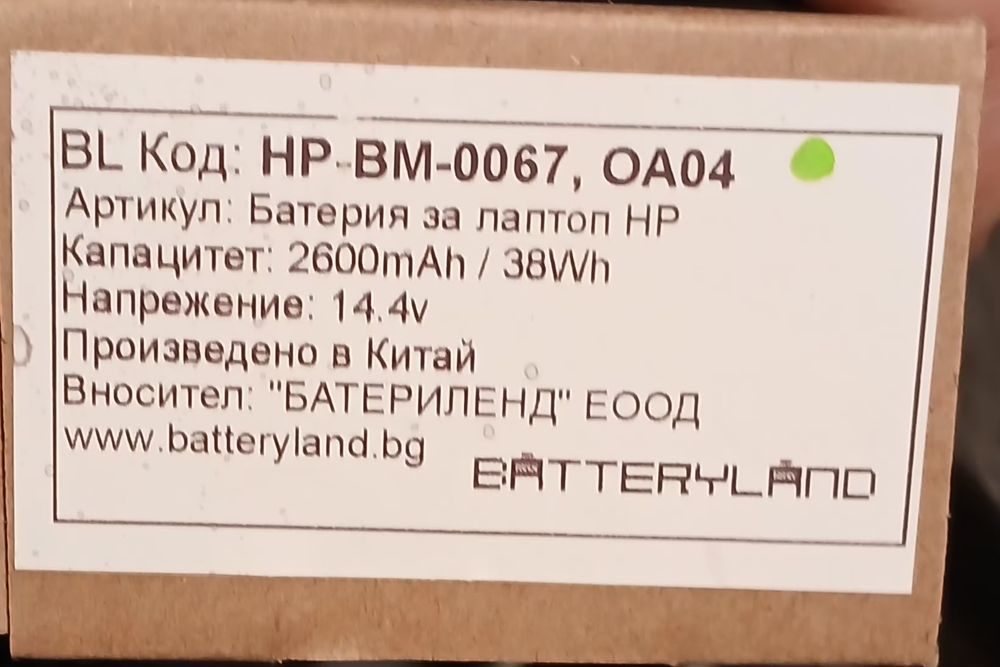 BL Код: HP-BM-0067, OA04
Артикул: Батерия за лаптоп HP
Капацитет: 2600mAh / 38Wh
Напрежение: 14.4v
Произведено в Китай
Вносител: "БАТЕРИЛЕНД" ЕООД
www.batteryland.bg
BATTERYLAND